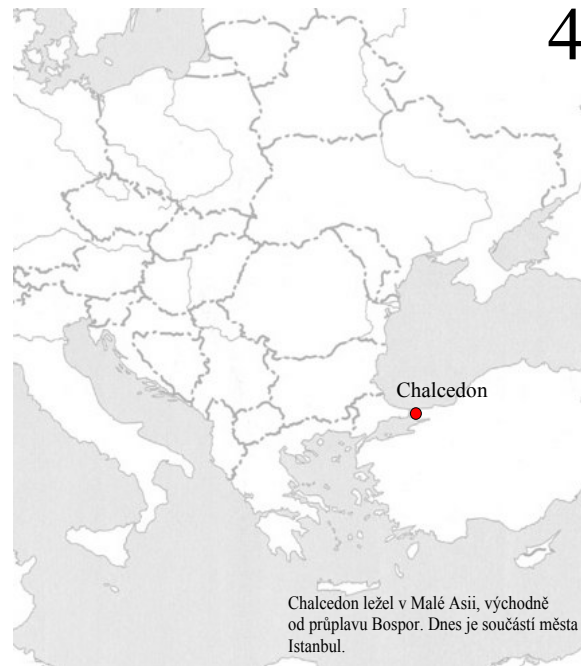 4
Chalcedon
Chalcedon ležel v Malé Asii, východně
od průplavu Bospor. Dnes je součástí města
Istanbul.